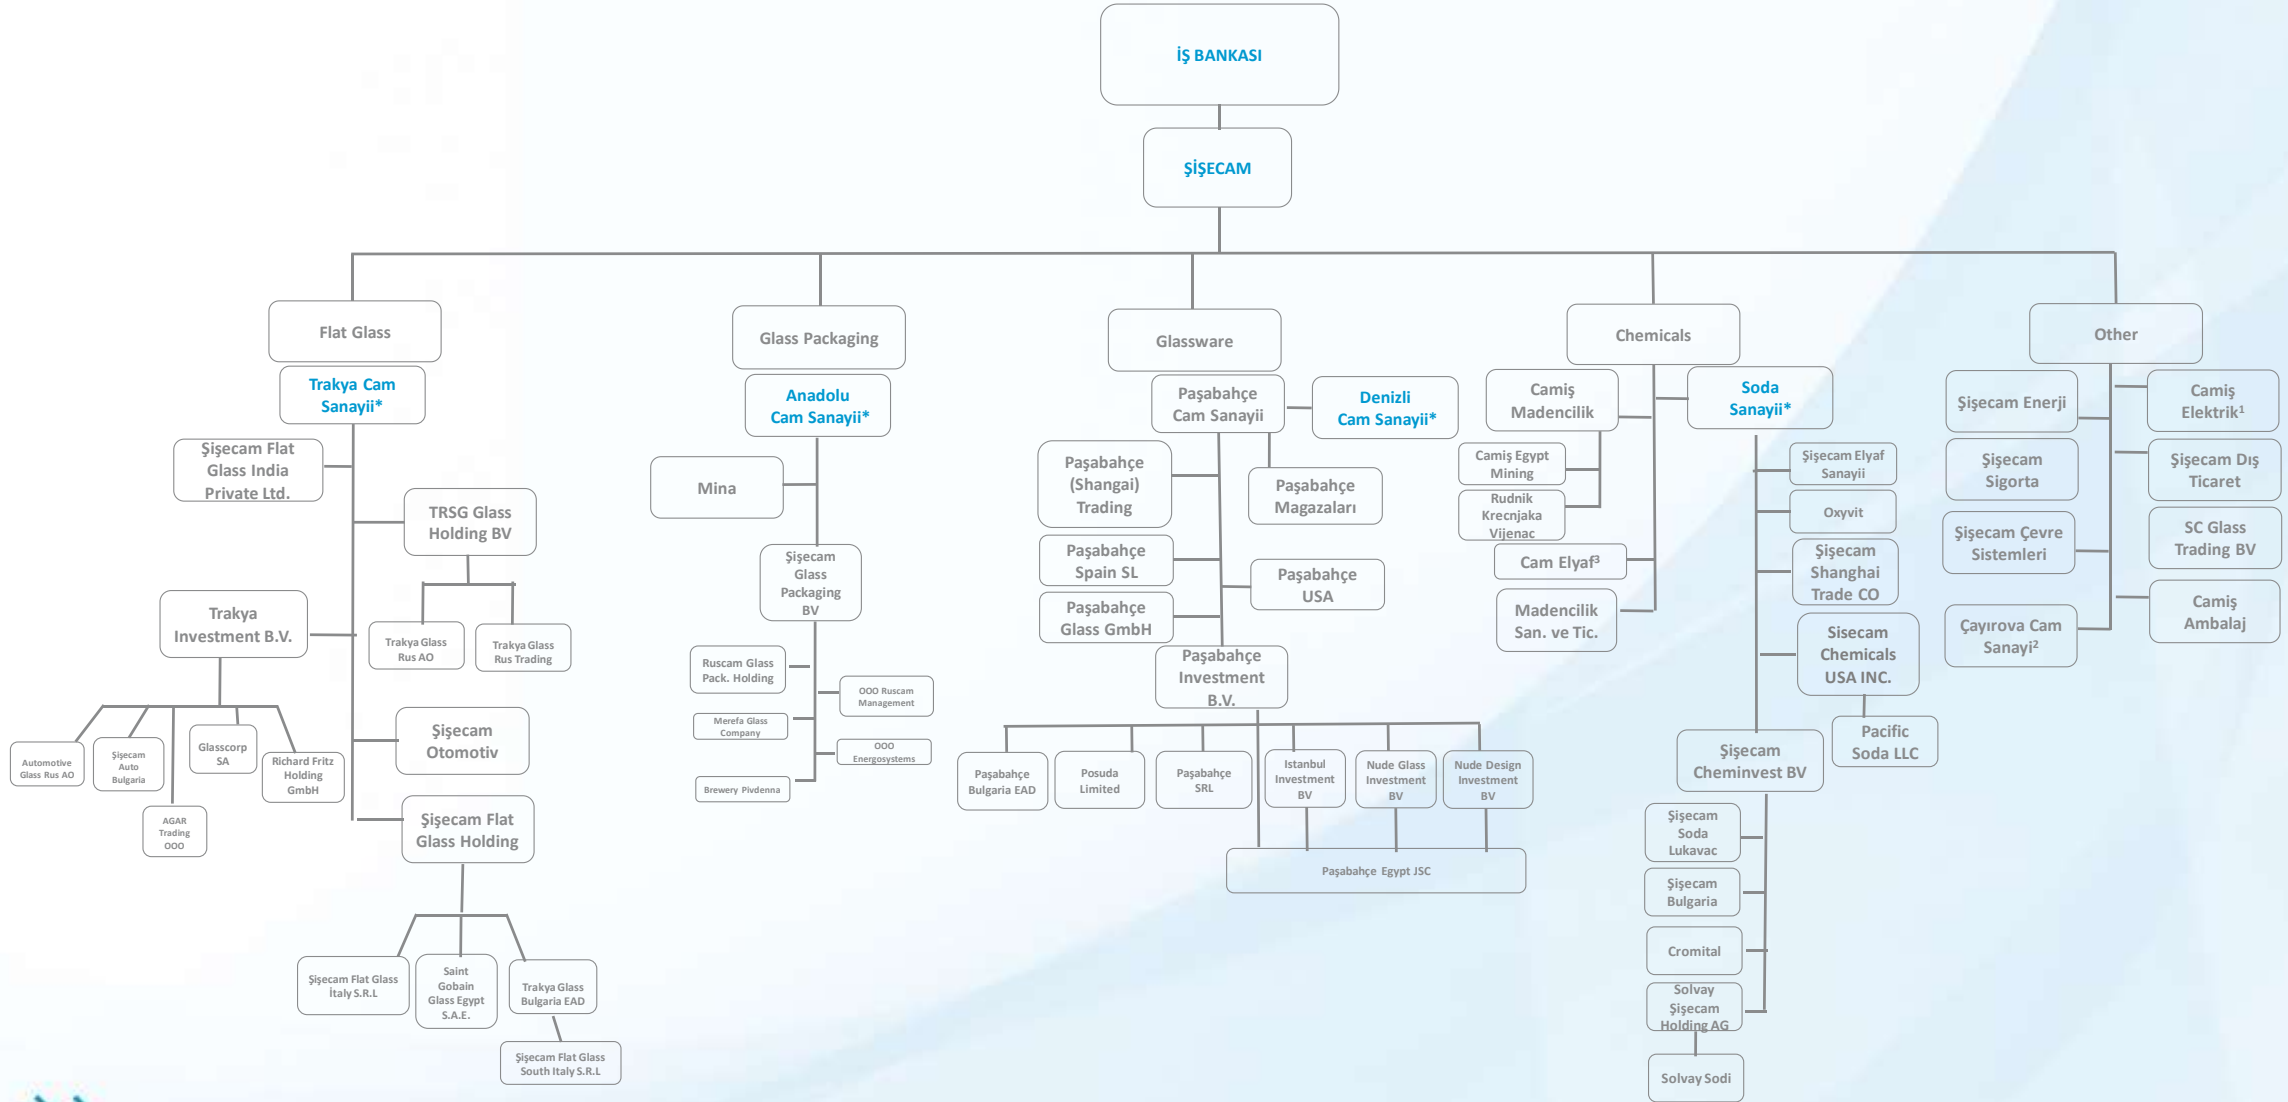 İŞ BANKASI
ŞİŞECAM
Flat Glass
Trakya Cam
Sanayii*
Şişecam Flat
Glass India
Private Ltd.
TRSG Glass
Holding BV
Trakya Glass
Rus AO
Trakya Glass
Rus Trading
Trakya
Investment B.V.
Automotive
Glass Rus AO
Şişecam
Auto
Bulgaria
AGAR
Trading
OOO
Glasscorp
SA
Richard Fritz
Holding
GmbH
Şişecam
Otomotiv
Şişecam Flat
Glass Holding
Şişecam Flat Glass
İtaly S.R.L
Saint
Gobain
Glass Egypt
S.A.E.
Trakya Glass
Bulgaria EAD
Şişecam Flat Glass
South Italy S.R.L
Glass Packaging
Anadolu
Cam Sanayii*
Mina
Şişecam
Glass
Packaging
BV
Ruscam Glass
Pack. Holding
OOO Ruscam
Management
Merefa Glass
Company
OOO
Energosystems
Brewery Pivdenna
Glassware
Paşabahçe
Cam Sanayii
Denizli
Cam Sanayii*
Paşabahçe
(Shangai)
Trading
Paşabahçe
Magazaları
Paşabahçe
Spain SL
Paşabahçe
USA
Paşabahçe
Glass GmbH
Paşabahçe
Investment
B.V.
Paşabahçe
Bulgaria EAD
Posuda
Limited
Paşabahçe
SRL
Istanbul
Investment
BV
Nude Glass
Investment
BV
Nude Design
Investment
BV
Paşabahçe Egypt JSC
Chemicals
Camiş
Madencilik
Camiş Egypt
Mining
Rudnik
Krecnjaka
Vijenac
Cam Elyaf³
Madencilik
San. ve Tic.
Soda
Sanayii*
Şişecam Elyaf
Sanayii
Oxyvit
Şişecam
Shanghai
Trade CO
Sisecam
Chemicals
USA INC.
Pacific
Soda LLC
Şişecam
Cheminvest BV
Şişecam
Soda
Lukavac
Şişecam
Bulgaria
Cromital
Solvay
Şişecam
Holding AG
Solvay Sodi
Other
Şişecam Enerji
Camiş
Elektrik¹
Şişecam
Sigorta
Şişecam Dış
Ticaret
Şişecam Çevre
Sistemleri
SC Glass
Trading BV
Çayırova Cam
Sanayi²
Camiş
Ambalaj